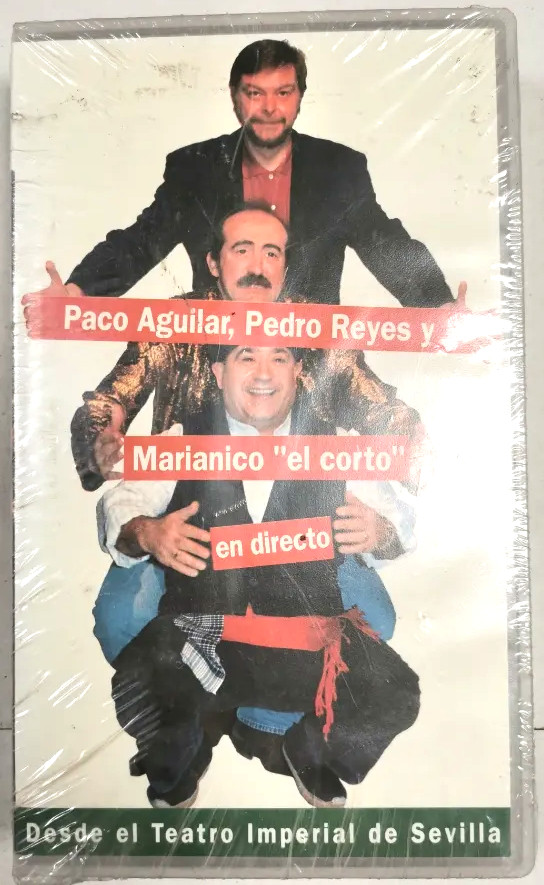 Paco Aguilar, Pedro Reyes y
Marianico "el corto"
en directo
Desde el Teatro Imperial de Sevilla